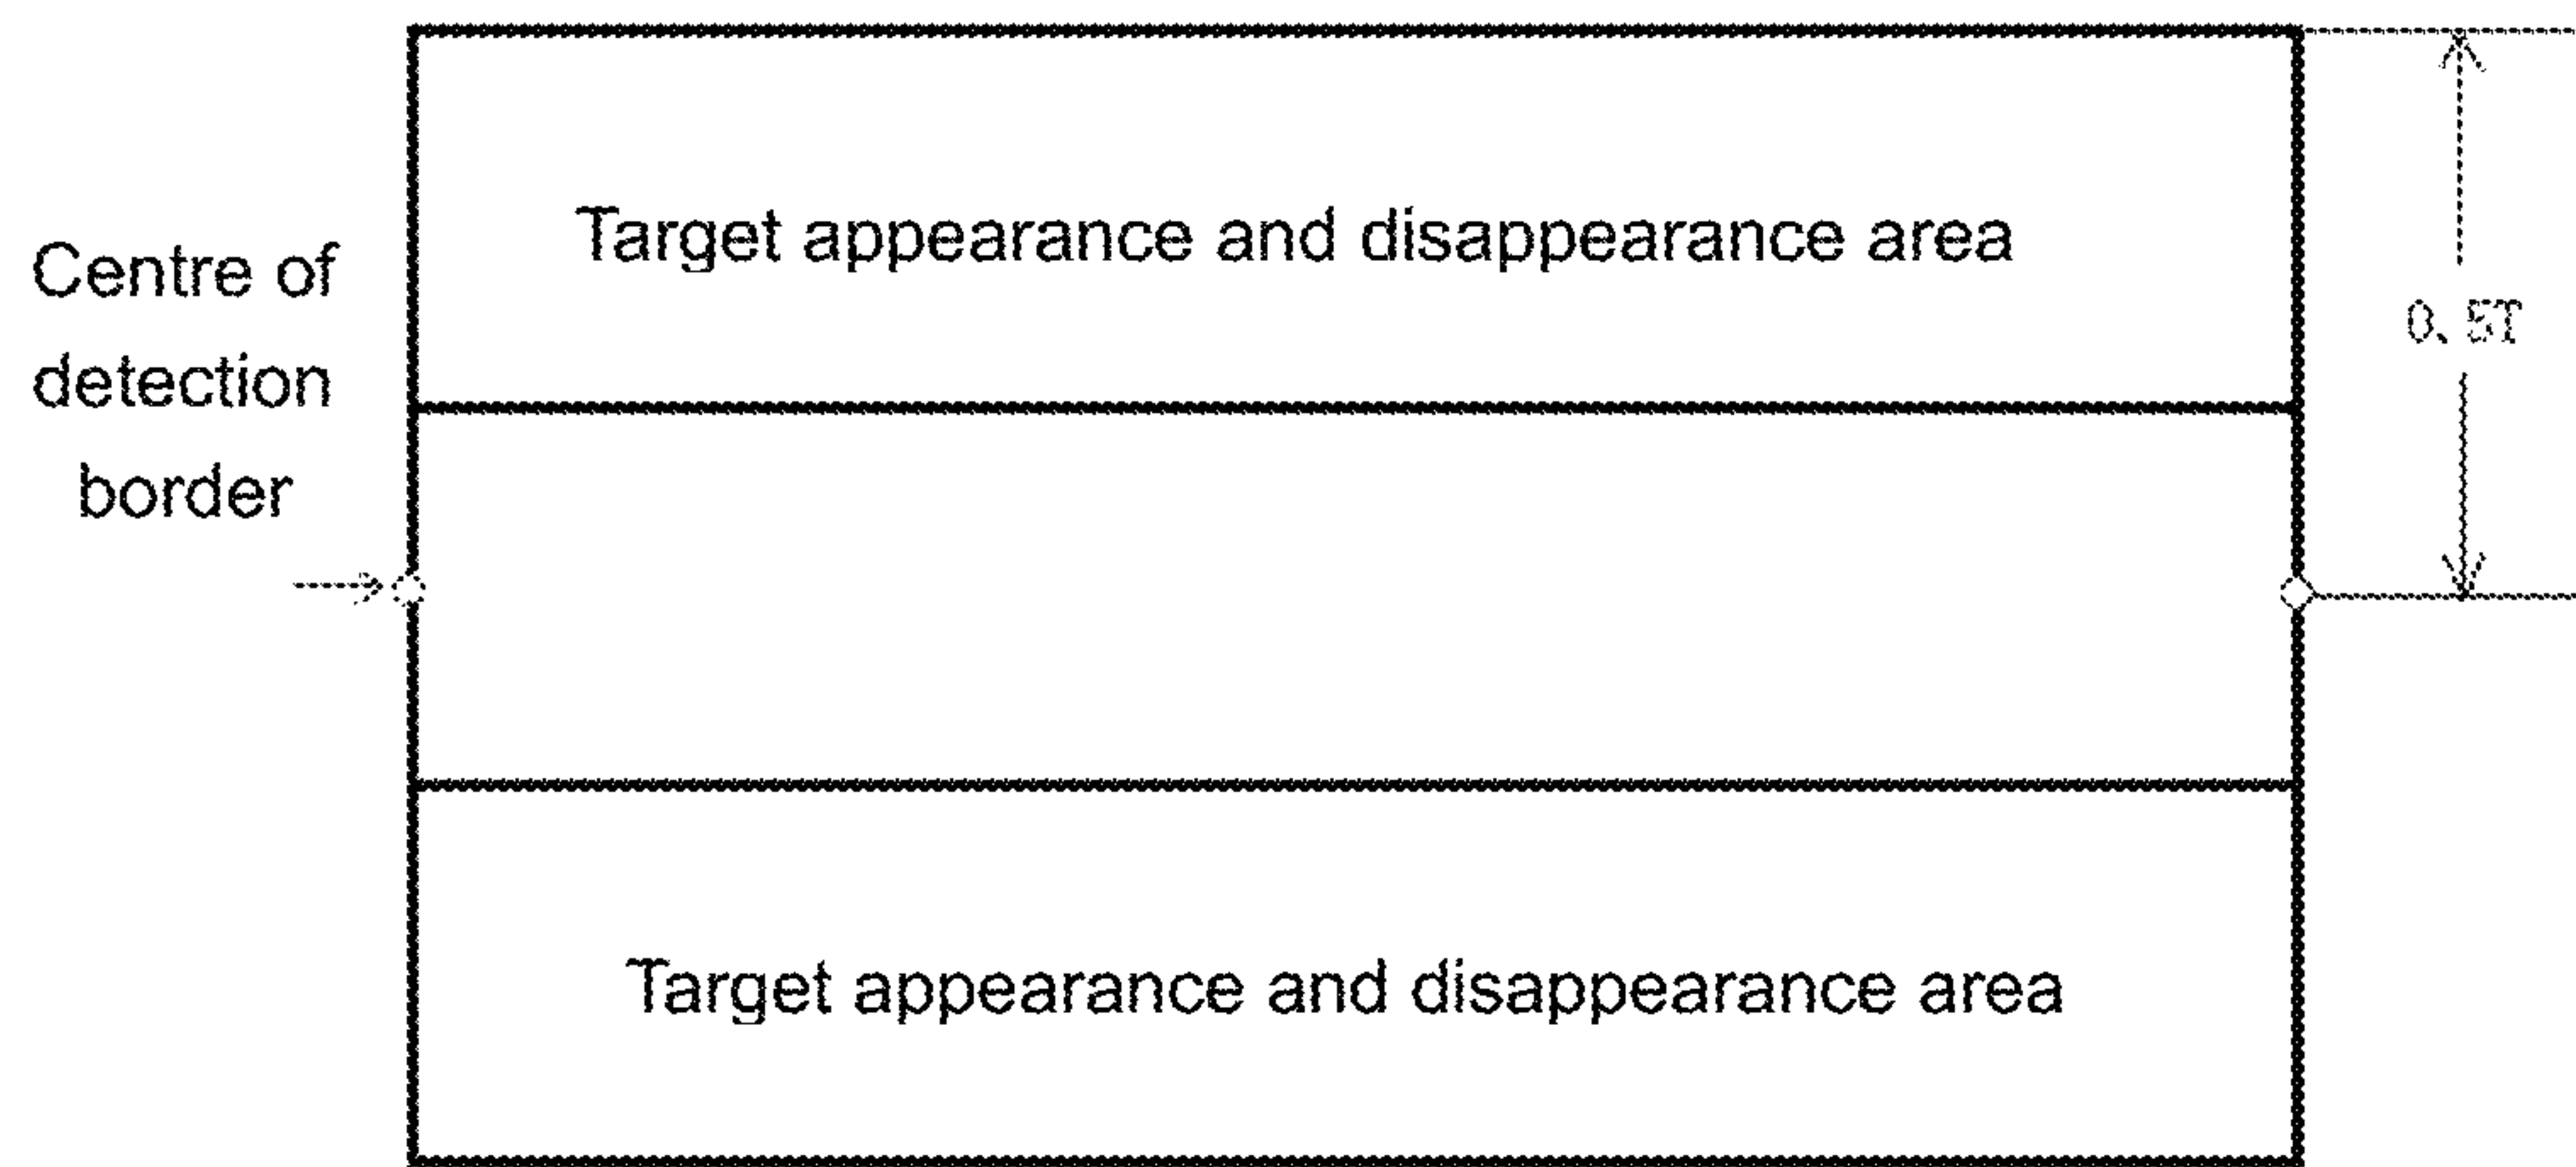 Target appearance and disappearance area
Centre of
detection
border
0.5T
Target appearance and disappearance area